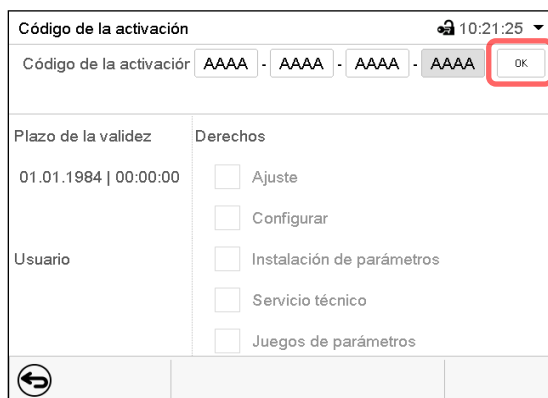 Código de la activación 10:21:25
Código de la activaciór AAAA - AAAA - AAAA - AAAA OK
Plazo de la validez Derechos
01.01.1984 | 00:00:00 Ajuste
Configurar
Usuario Instalación de parámetros
Servicio técnico
Juegos de parámetros